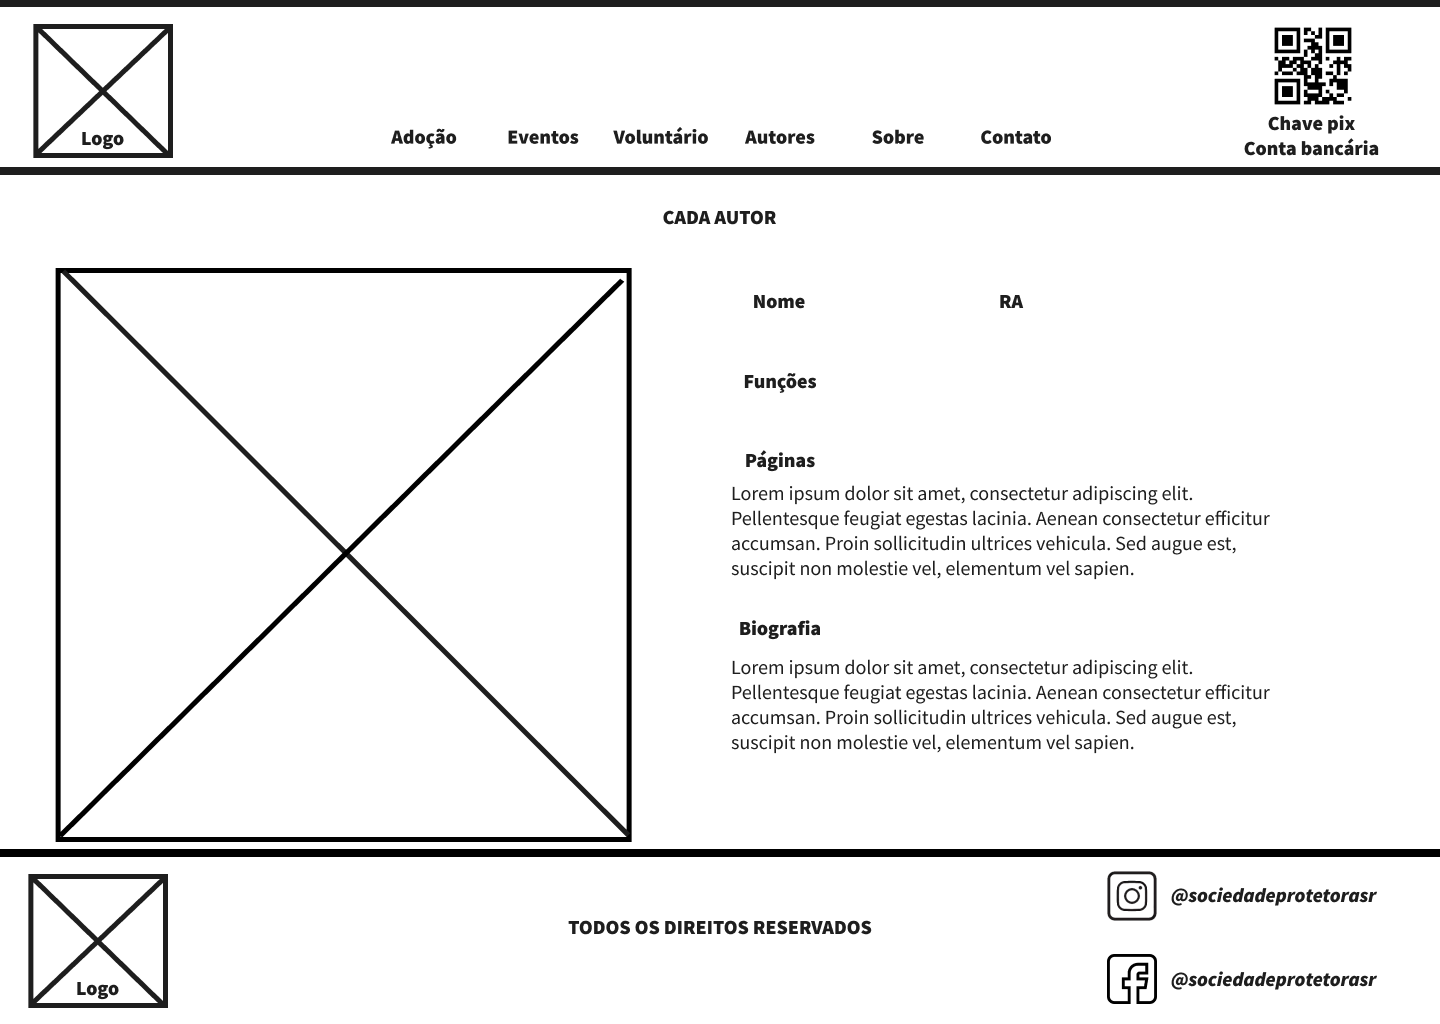 Logo
Adoção Eventos Voluntário Autores Sobre Contato
Chave pix
Conta bancária
CADA AUTOR
Nome RA
Funções
Páginas
Lorem ipsum dolor sit amet, consectetur adipiscing elit.
Pellentesque feugiat egestas lacinia. Aenean consectetur efficitur
accumsan. Proin sollicitudin ultrices vehicula. Sed augue est,
suscipit non molestie vel, elementum vel sapien.
Biografia
Lorem ipsum dolor sit amet, consectetur adipiscing elit.
Pellentesque feugiat egestas lacinia. Aenean consectetur efficitur
accumsan. Proin sollicitudin ultrices vehicula. Sed augue est,
suscipit non molestie vel, elementum vel sapien.
Logo
TODOS OS DIREITOS RESERVADOS
@sociedadeprotetorasr
@sociedadeprotetorasr